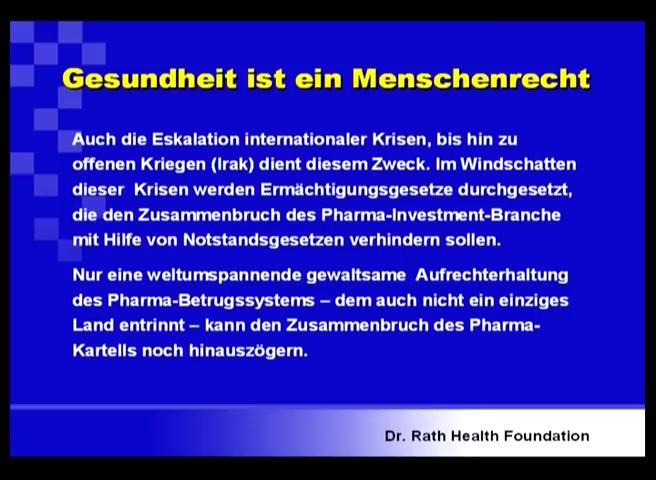 Gesundheit ist ein Menschenrecht
Auch die Eskalation internationaler Krisen, bis hin zu
offenen Kriegen (Irak) dient diesem Zweck. Im Windschatten
dieser Krisen werden Ermächtigungsgesetze durchgesetzt,
die den Zusammenbruch des Pharma-Investment-Branche
mit Hilfe von Notstandsgesetzen verhindern sollen.
Nur eine weltumspannende gewaltsame Aufrechterhaltung
des Pharma-Betrugssystems – dem auch nicht ein einziges
Land entrinnt – kann den Zusammenbruch des Pharma-
Kartells noch hinauszögern.
Dr. Rath Health Foundation